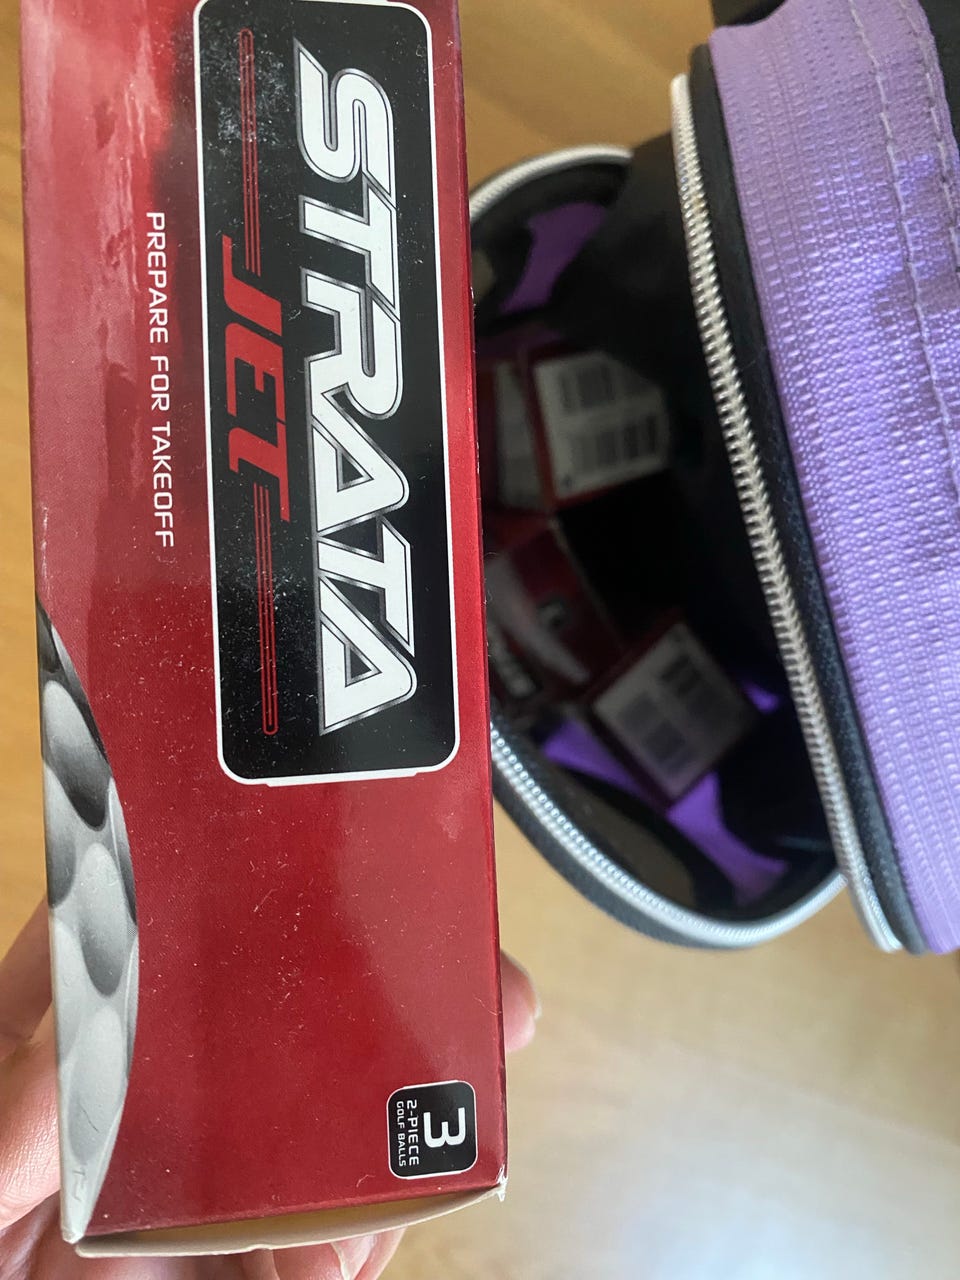 STRATA
JET
PREPARE FOR TAKEOFF
3
2-PIECE
GOLF BALLS